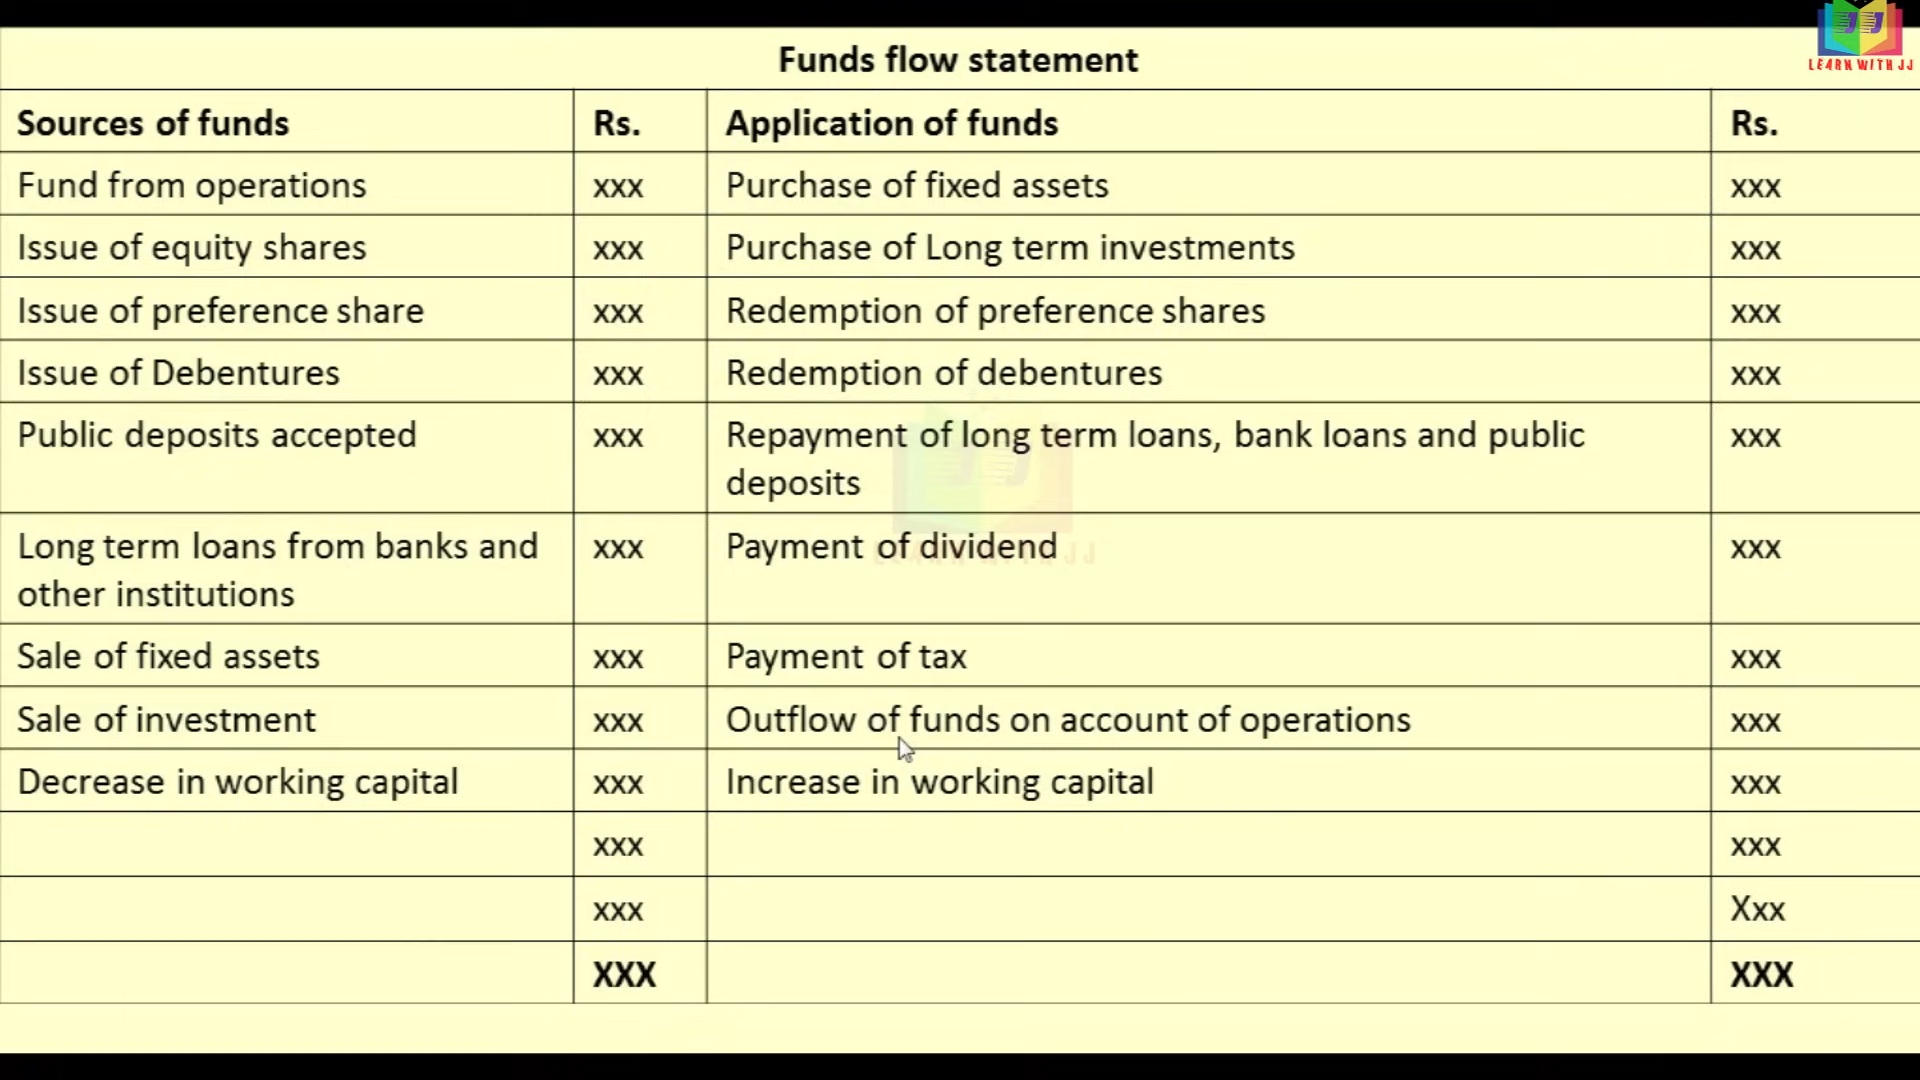 LEARN WITH JJ
Funds flow statement
Sources of funds Rs. Application of funds Rs.
Fund from operations xxx Purchase of fixed assets xxx
Issue of equity shares xxx Purchase of Long term investments xxx
Issue of preference share xxx Redemption of preference shares xxx
Issue of Debentures xxx Redemption of debentures xxx
Public deposits accepted xxx Repayment of long term loans, bank loans and public xxx
deposits
Long term loans from banks and xxx Payment of dividend xxx
other institutions
LEARN WITH JJ
Sale of fixed assets xxx Payment of tax xxx
Sale of investment xxx Outflow of funds on account of operations xxx
Decrease in working capital xxx Increase in working capital xxx
xxx xxx
xxx Xxx
XXX XXX